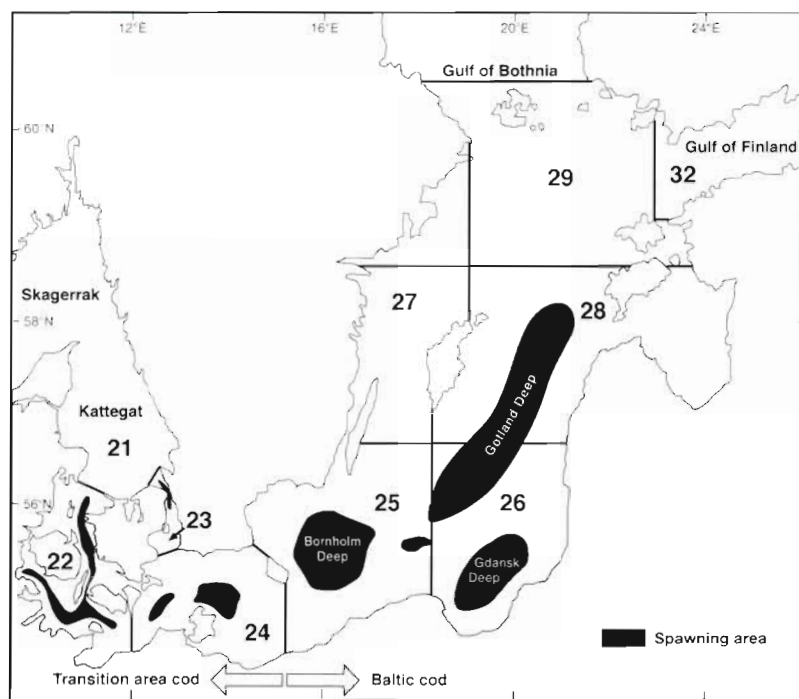 12°E 16°E 20°E 24°E
Gulf of Bothnia
60°N
Gulf of Finland
29
32
Skagerrak
27
28
58°N
Gotland Deep
Kattegat
21
56°N
25
26
23
Bornholm
Deep
22
Gdansk
Deep
24
Spawning area
Transition area cod
Baltic cod